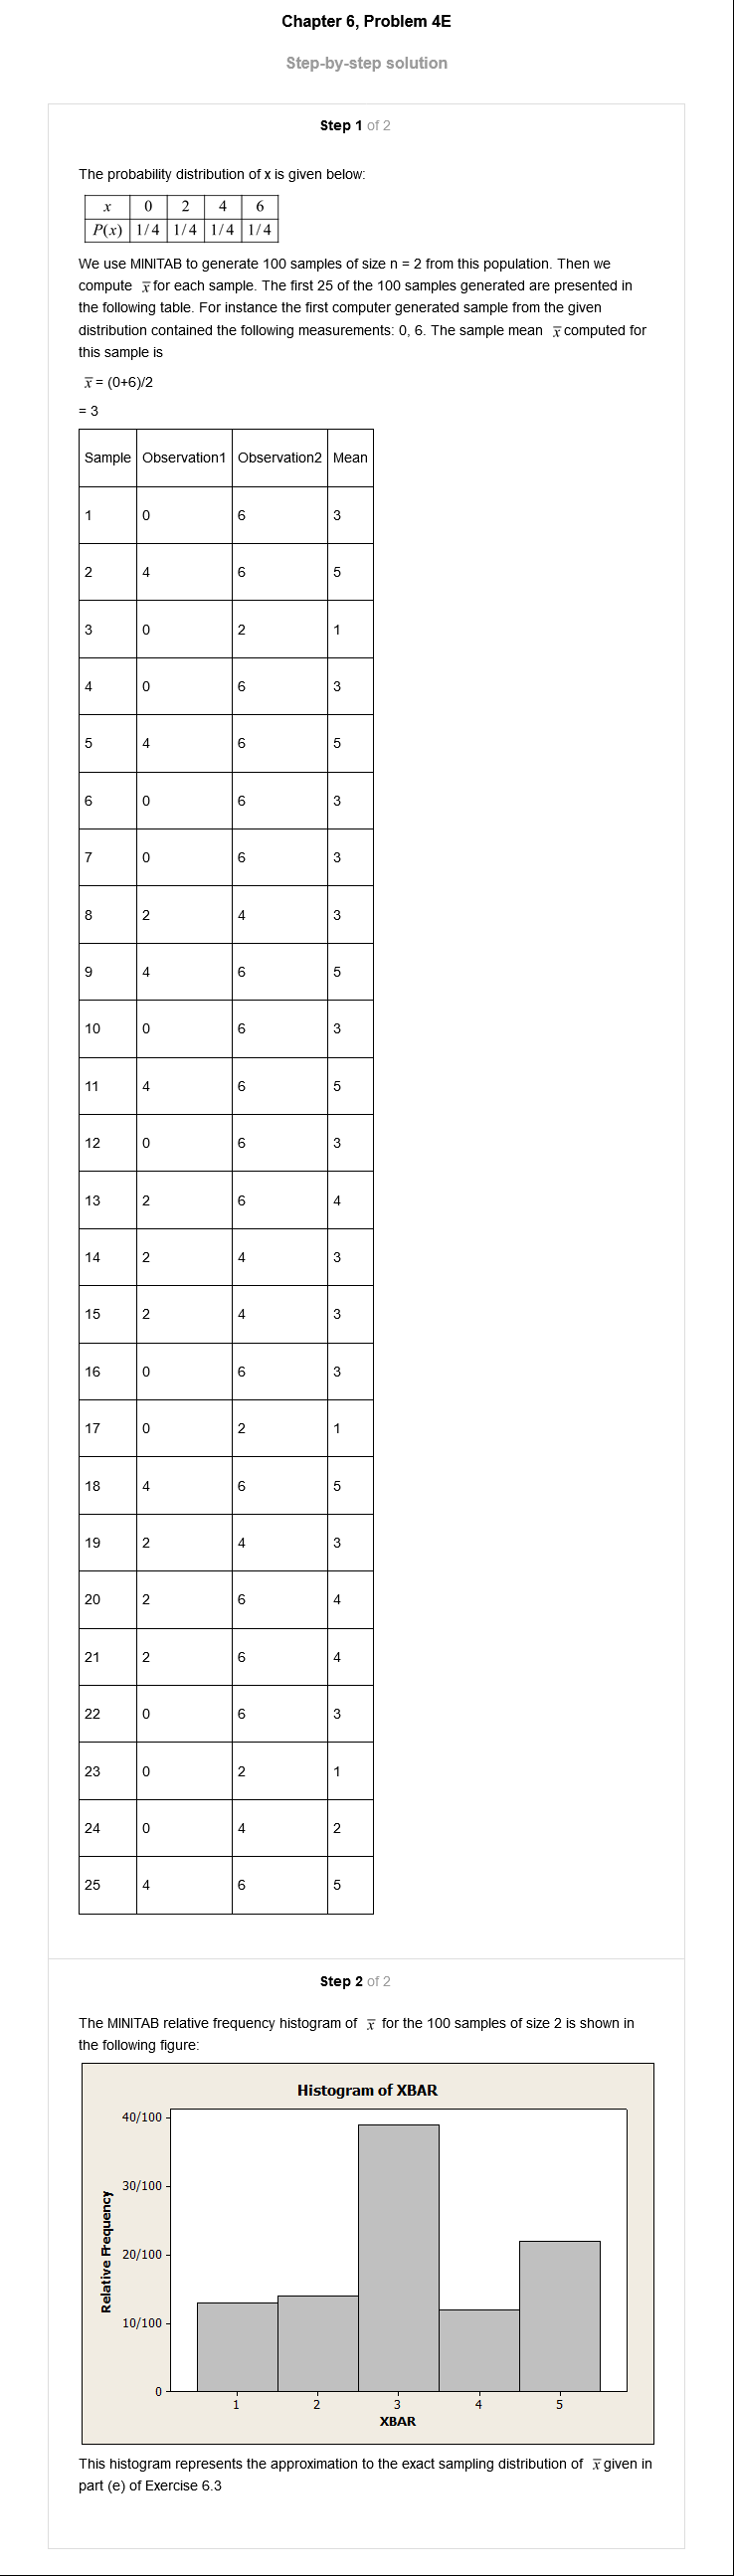 Chapter 6, Problem 4E
Step-by-step solution
Step 1 of 2
The probability distribution of x is given below:
x 0 2 4 6
P(x) 1/4 1/4 1/4 1/4
We use MINITAB to generate 100 samples of size n = 2 from this population. Then we
compute x̅ for each sample. The first 25 of the 100 samples generated are presented in
the following table. For instance the first computer generated sample from the given
distribution contained the following measurements: 0, 6. The sample mean x̅ computed for
this sample is
x̅ = (0+6)/2
= 3
Sample Observation1 Observation2 Mean
1 0 6 3
2 4 6 5
3 0 2 1
4 0 6 3
5 4 6 5
6 0 6 3
7 0 6 3
8 2 4 3
9 4 6 5
10 0 6 3
11 4 6 5
12 0 6 3
13 2 6 4
14 2 4 3
15 2 4 3
16 0 6 3
17 0 2 1
18 4 6 5
19 2 4 3
20 2 6 4
21 2 6 4
22 0 6 3
23 0 2 1
24 0 4 2
25 4 6 5
Step 2 of 2
The MINITAB relative frequency histogram of x̅ for the 100 samples of size 2 is shown in
the following figure:
Histogram of XBAR
40/100
30/100
20/100
10/100
0
Relative Frequency
1 2 3 4 5
XBAR
This histogram represents the approximation to the exact sampling distribution of x̅ given in
part (e) of Exercise 6.3